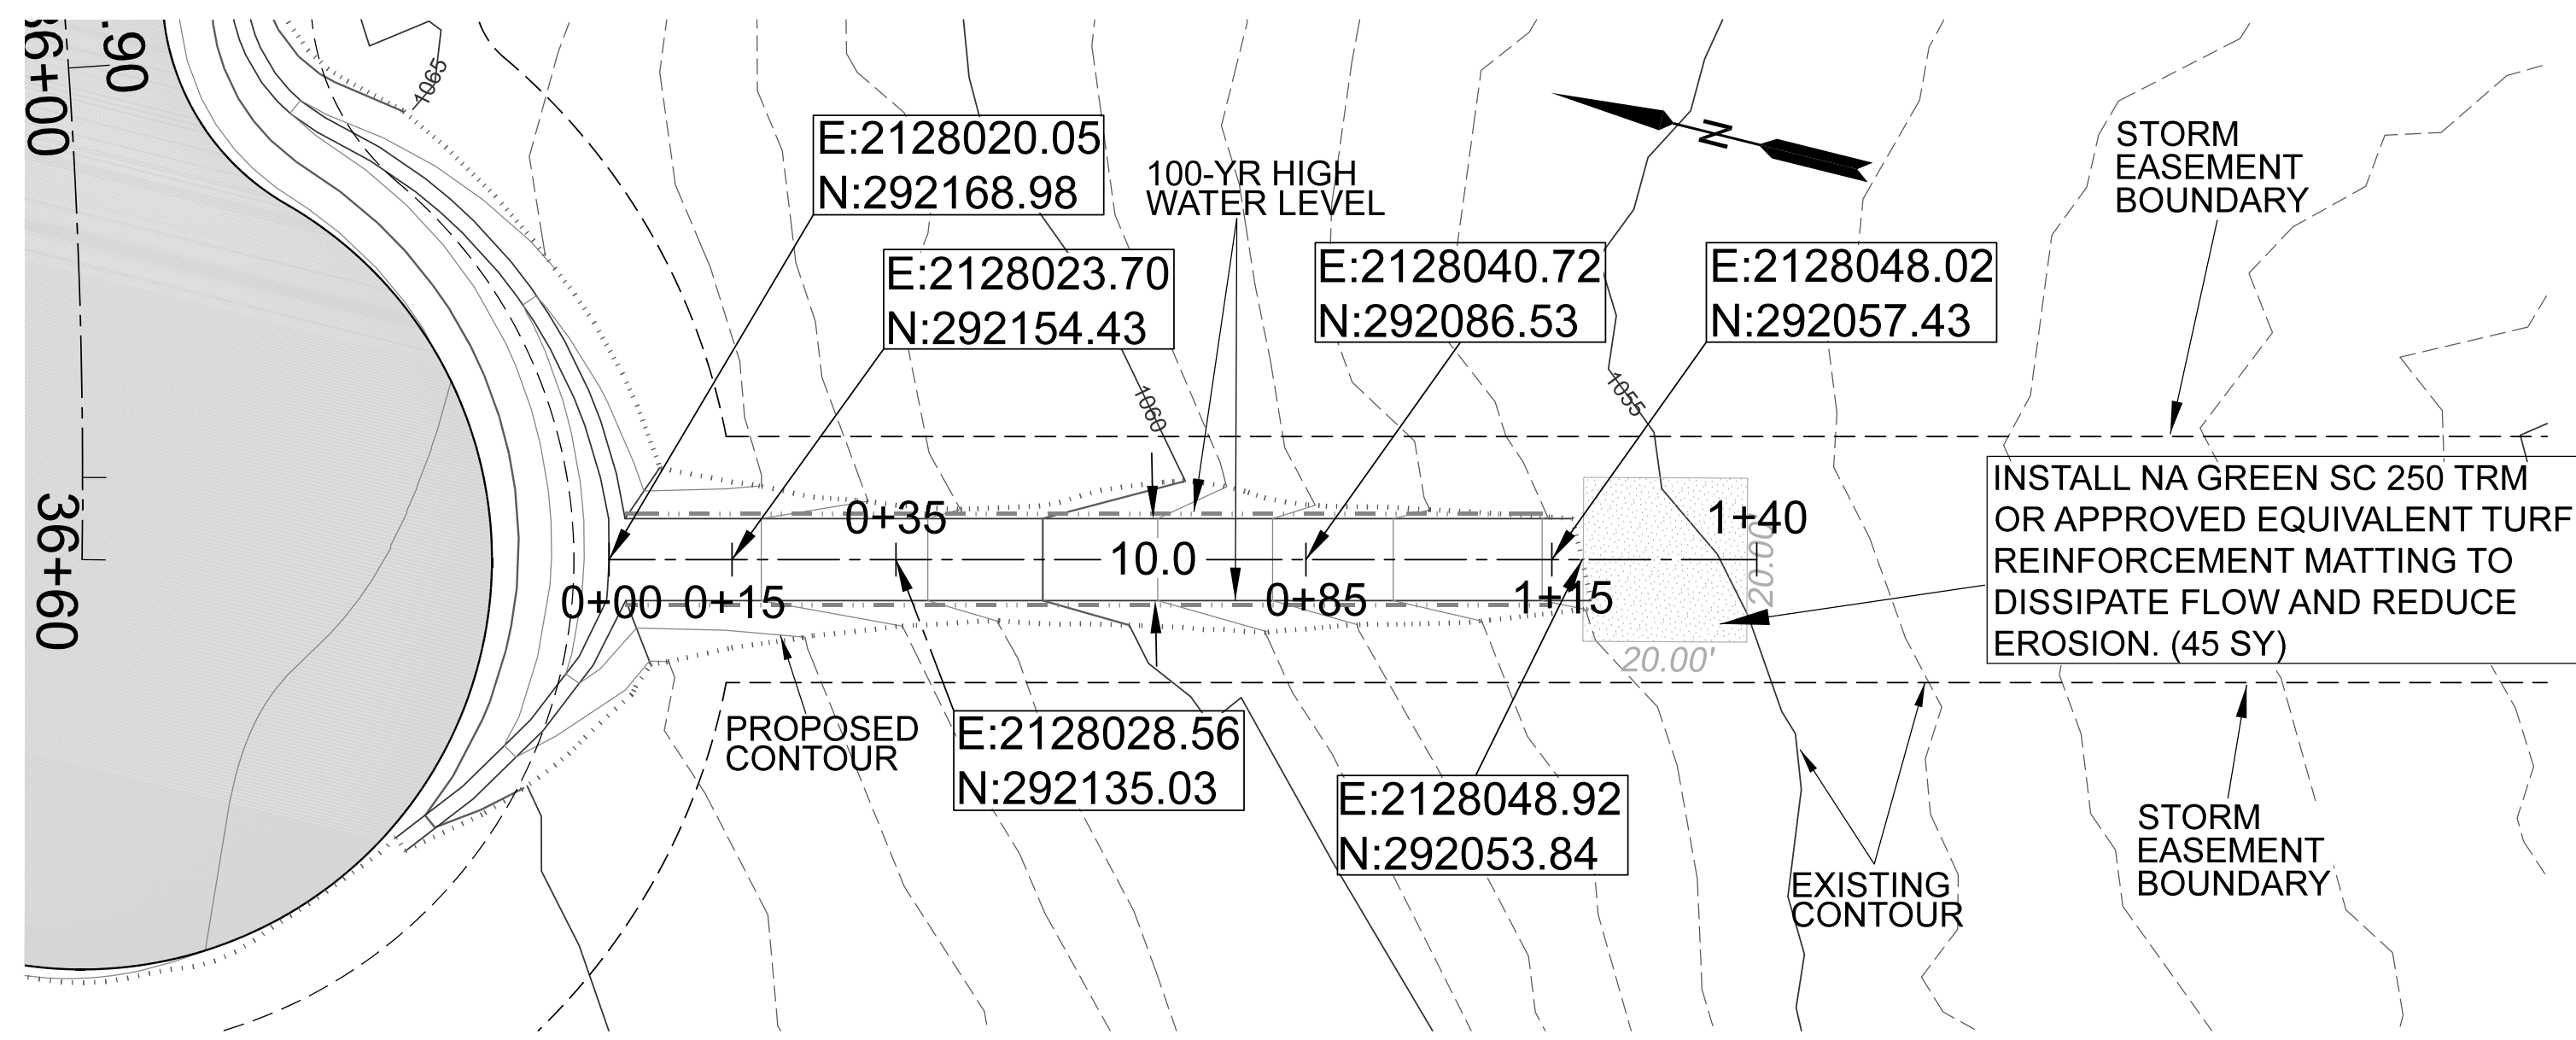 36+00
.90
1065
E:2128020.05
N:292168.98
100-YR HIGH
WATER LEVEL
N
STORM
EASEMENT
BOUNDARY
E:2128023.70
N:292154.43
E:2128040.72
N:292086.53
E:2128048.02
N:292057.43
1060
1055
INSTALL NA GREEN SC 250 TRM
OR APPROVED EQUIVALENT TURF
REINFORCEMENT MATTING TO
DISSIPATE FLOW AND REDUCE
EROSION. (45 SY)
0+35
1+40
10.0
20.00'
36+60
0+00
0+15
0+85
1+15
20.00'
PROPOSED
CONTOUR
E:2128028.56
N:292135.03
E:2128048.92
N:292053.84
EXISTING
CONTOUR
STORM
EASEMENT
BOUNDARY